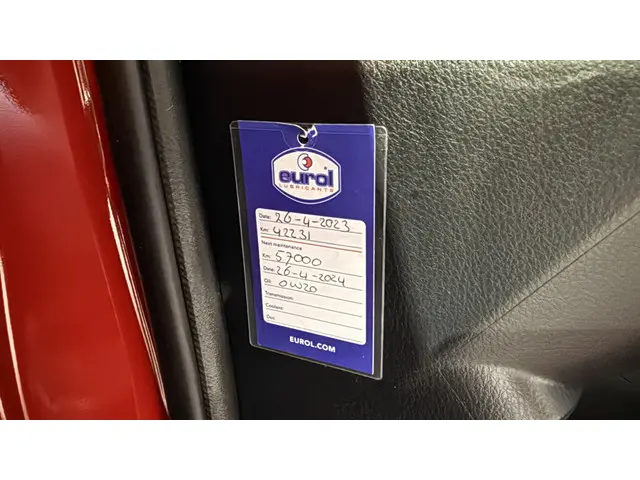 eurol
LUBRICANTS
Date: 26-4-2023
Km: 42231
Next maintenance
Km: 57000
Date: 26-4-2024
Oil: 0W20
Transmission:
Coolant:
Div:
EUROL.COM